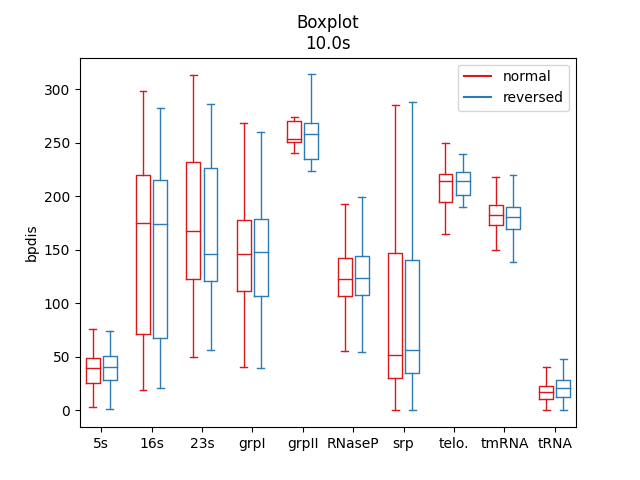 Boxplot
10.0s
normal
reversed
300
250
200
150
100
50
0
bpdis
5s 16s 23s grpI grpII RNaseP srp telo. tmRNA tRNA